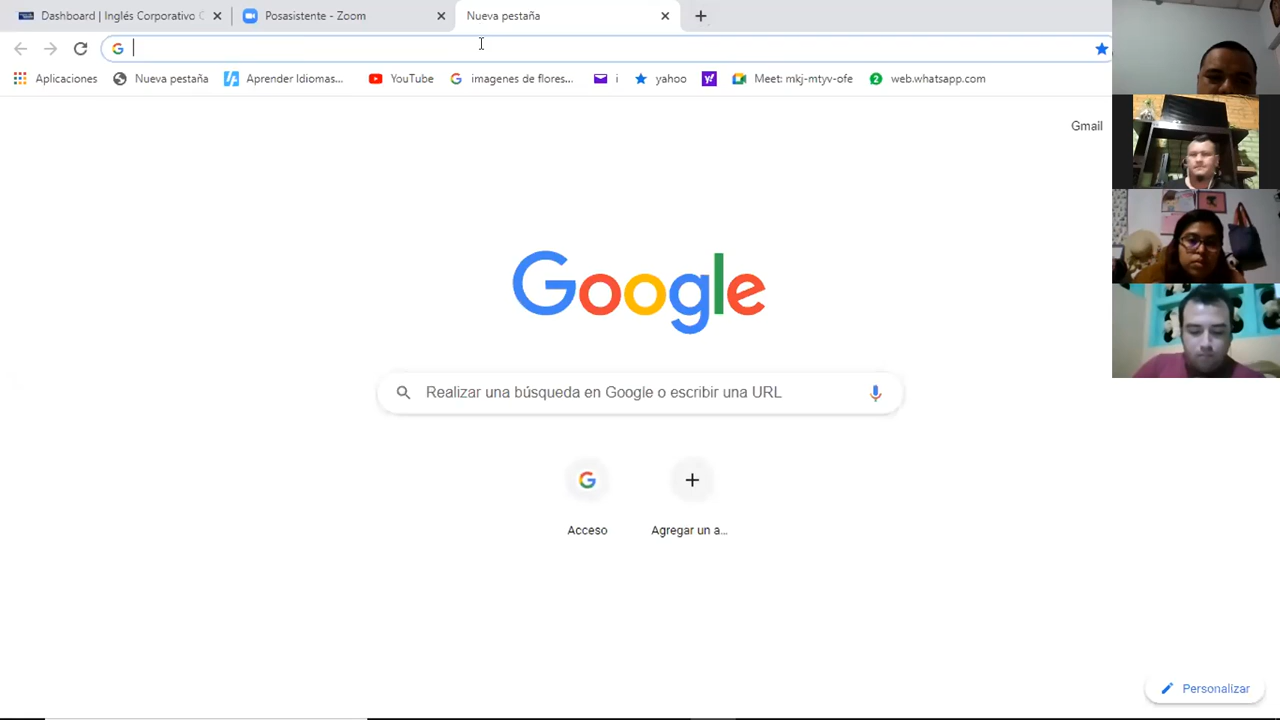 Dashboard | Inglés Corporativo C
Posasistente - Zoom
Nueva pestaña
Aplicaciones
Nueva pestaña
Aprender Idiomas...
YouTube
imagenes de flores...
i
yahoo
Meet: mkj-mtyv-ofe
2
web.whatsapp.com
Gmail
Google
Realizar una búsqueda en Google o escribir una URL
Acceso
Agregar un a...
Personalizar